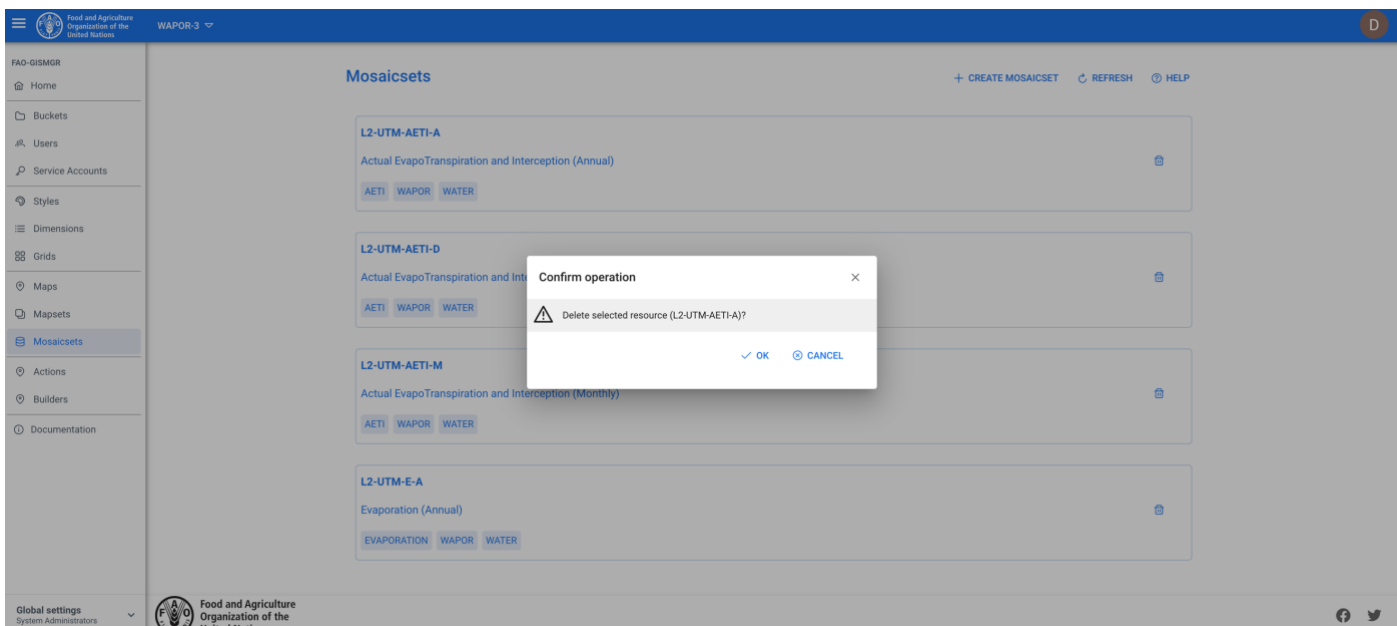 Food and Agriculture
Organization of the
United Nations
WAPOR-3
D
FAO-GISMGR
Home
Buckets
Users
Service Accounts
Styles
Dimensions
Grids
Maps
Mapsets
Mosaicsets
Actions
Builders
Documentation
Global settings
System Administrators
Mosaicsets
CREATE MOSAICSET REFRESH HELP
L2-UTM-AETI-A
Actual EvapoTranspiration and Interception (Annual)
AETI WAPOR WATER
L2-UTM-AETI-D
Actual EvapoTranspiration and Inte
AETI WAPOR WATER
Confirm operation
Delete selected resource (L2-UTM-AETI-A)?
OK CANCEL
L2-UTM-AETI-M
Actual EvapoTranspiration and Interception (Monthly)
AETI WAPOR WATER
L2-UTM-E-A
Evaporation (Annual)
EVAPORATION WAPOR WATER
Food and Agriculture
Organization of the